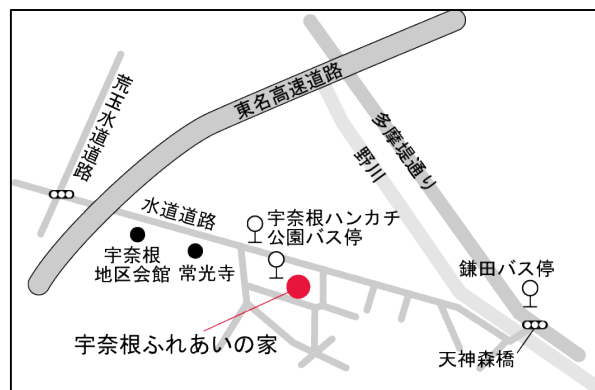 東名高速道路
荒玉水道道路
多摩堤通り
野川
水道道路
宇奈根ハンカチ
公園バス停
宇奈根
地区会館
常光寺
鎌田バス停
宇奈根ふれあいの家
天神森橋